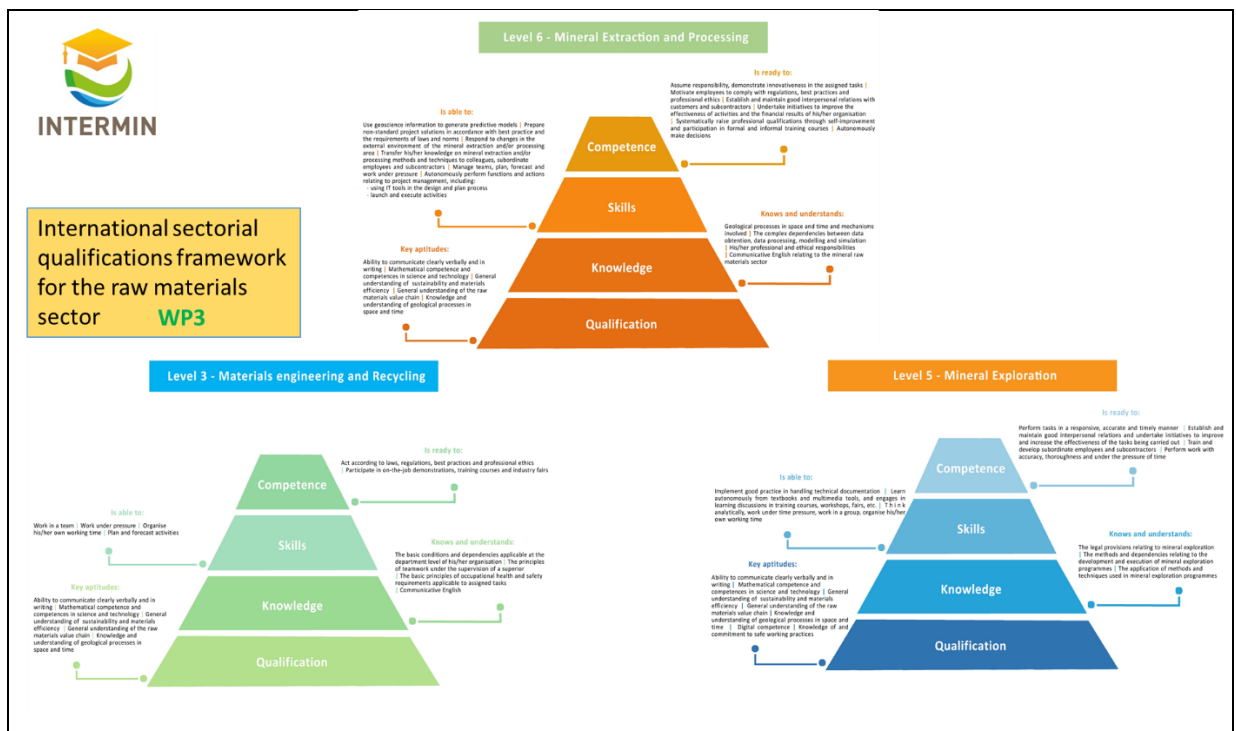 INTERMIN
International sectorial
qualifications framework
for the raw materials
sector WP3
Level 6 - Mineral Extraction and Processing
Is ready to:
Assume responsibility, demonstrate innovativeness in the assigned tasks |
Motivate employees to comply with regulations, best practices and
professional ethics | Establish and maintain good interpersonal relations with
customers and subcontractors | Undertake initiatives to improve the
effectiveness of activities and the financial results of his/her organisation
| Systematically raise professional qualifications through self-improvement
and participation in formal and informal training courses | Autonomously
make decisions
Is able to:
Use geoscience information to generate predictive models | Prepare
non-standard project solutions in accordance with best practice and
the requirements of laws and norms | Respond to changes in the
external environment of the mineral extraction and/or processing
area | Transfer his/her knowledge on mineral extraction and/or
processing methods and techniques to colleagues, subordinate
employees and subcontractors | Manage teams, plan, forecast and
work under pressure | Autonomously perform functions and actions
relating to project management, including:
- using IT tools in the design and plan process
- launch and execute activities
Knows and understands:
Geological processes in space and time and mechanisms
involved | The complex dependencies between data
obtention, data processing, modelling and simulation
| His/her professional and ethical responsibilities
| Communicative English relating to the mineral raw
materials sector
Key aptitudes:
Ability to communicate clearly verbally and in
writing | Mathematical competence and
competences in science and technology | General
understanding of sustainability and materials
efficiency | General understanding of the raw
materials value chain | Knowledge and
understanding of geological processes in
space and time
Competence
Skills
Knowledge
Qualification
Level 3 - Materials engineering and Recycling
Is ready to:
Act according to laws, regulations, best practices and professional ethics
| Participate in on-the-job demonstrations, training courses and industry fairs
Is able to:
Work in a team | Work under pressure | Organise
his/her own working time | Plan and forecast activities
Knows and understands:
The basic conditions and dependencies applicable at the
department level of his/her organisation | The principles
of teamwork under the supervision of a superior
| The basic principles of occupational health and safety
requirements applicable to assigned tasks
| Communicative English
Key aptitudes:
Ability to communicate clearly verbally and in
writing | Mathematical competence and
competences in science and technology | General
understanding of sustainability and materials
efficiency | General understanding of the raw
materials value chain | Knowledge and
understanding of geological processes in
space and time
Competence
Skills
Knowledge
Qualification
Level 5 - Mineral Exploration
Is ready to:
Perform tasks in a responsive, accurate and timely manner | Establish and
maintain good interpersonal relations and undertake initiatives to improve
and increase the effectiveness of the tasks being carried out | Train and
develop subordinate employees and subcontractors | Perform work with
accuracy, thoroughness and under the pressure of time
Is able to:
Implement good practice in handling technical documentation | Learn
autonomously from textbooks and multimedia tools, and engages in
learning discussions in training courses, workshops, fairs, etc. | Think
analytically, work under time pressure, work in a group, organise his/her
own working time
Knows and understands:
The legal provisions relating to mineral exploration
| The methods and dependencies relating to the
development and execution of mineral exploration
programmes | The application of methods and
techniques used in mineral exploration programmes
Key aptitudes:
Ability to communicate clearly verbally and in
writing | Mathematical competence and
competences in science and technology | General
understanding of sustainability and materials
efficiency | General understanding of the raw
materials value chain | Knowledge and
understanding of geological processes in space and
time | Digital competence | Knowledge of and
commitment to safe working practices
Competence
Skills
Knowledge
Qualification